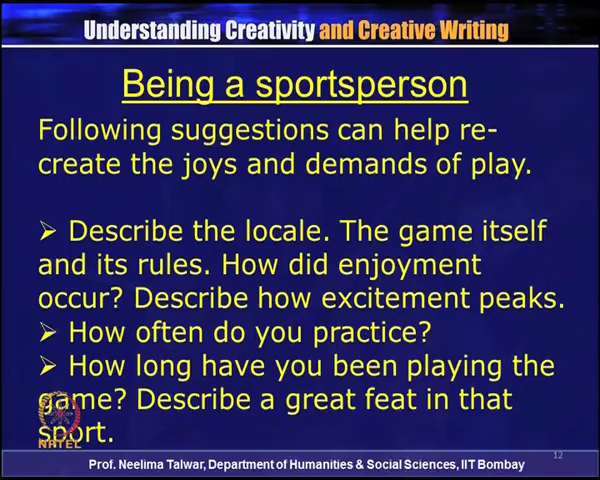 Understanding Creativity and Creative Writing
Being a sportsperson
Following suggestions can help re-
create the joys and demands of play.
➢ Describe the locale. The game itself
and its rules. How did enjoyment
occur? Describe how excitement peaks.
➢ How often do you practice?
➢ How long have you been playing the
game? Describe a great feat in that
sport.
NPTEL
12
Prof. Neelima Talwar, Department of Humanities & Social Sciences, IIT Bombay